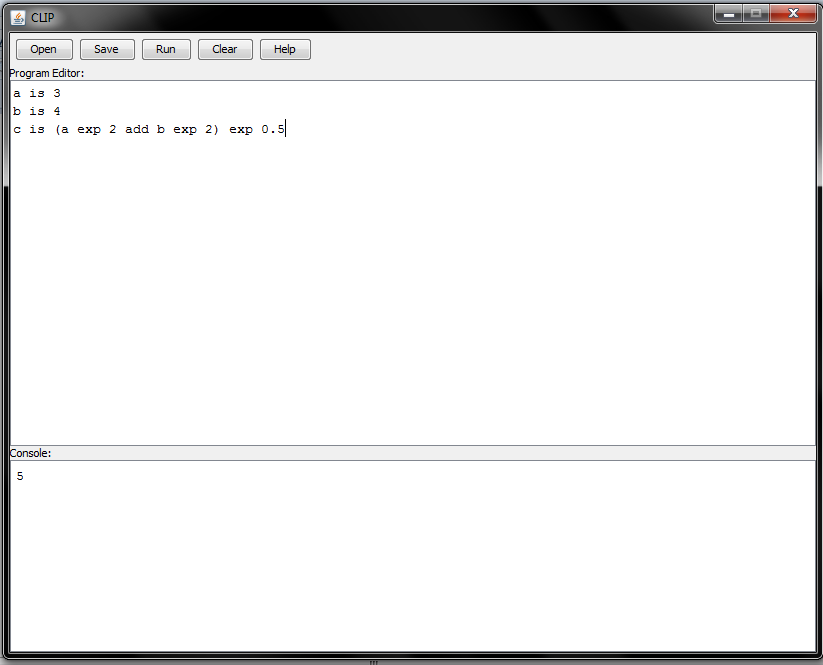 CLIP
Open Save Run Clear Help
Program Editor:
a is 3
b is 4
c is (a exp 2 add b exp 2) exp 0.5
Console:
5